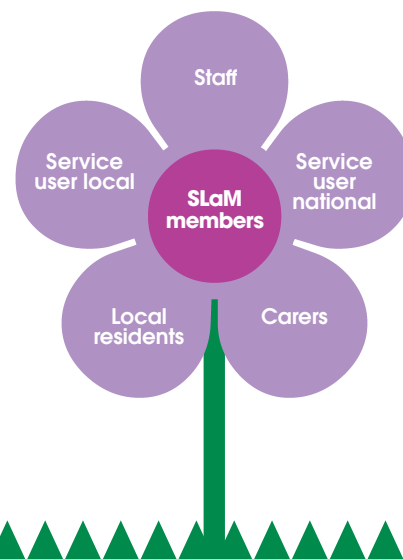 Staff
Service
user local
Service
user
national
SLaM
members
Local
residents
Carers